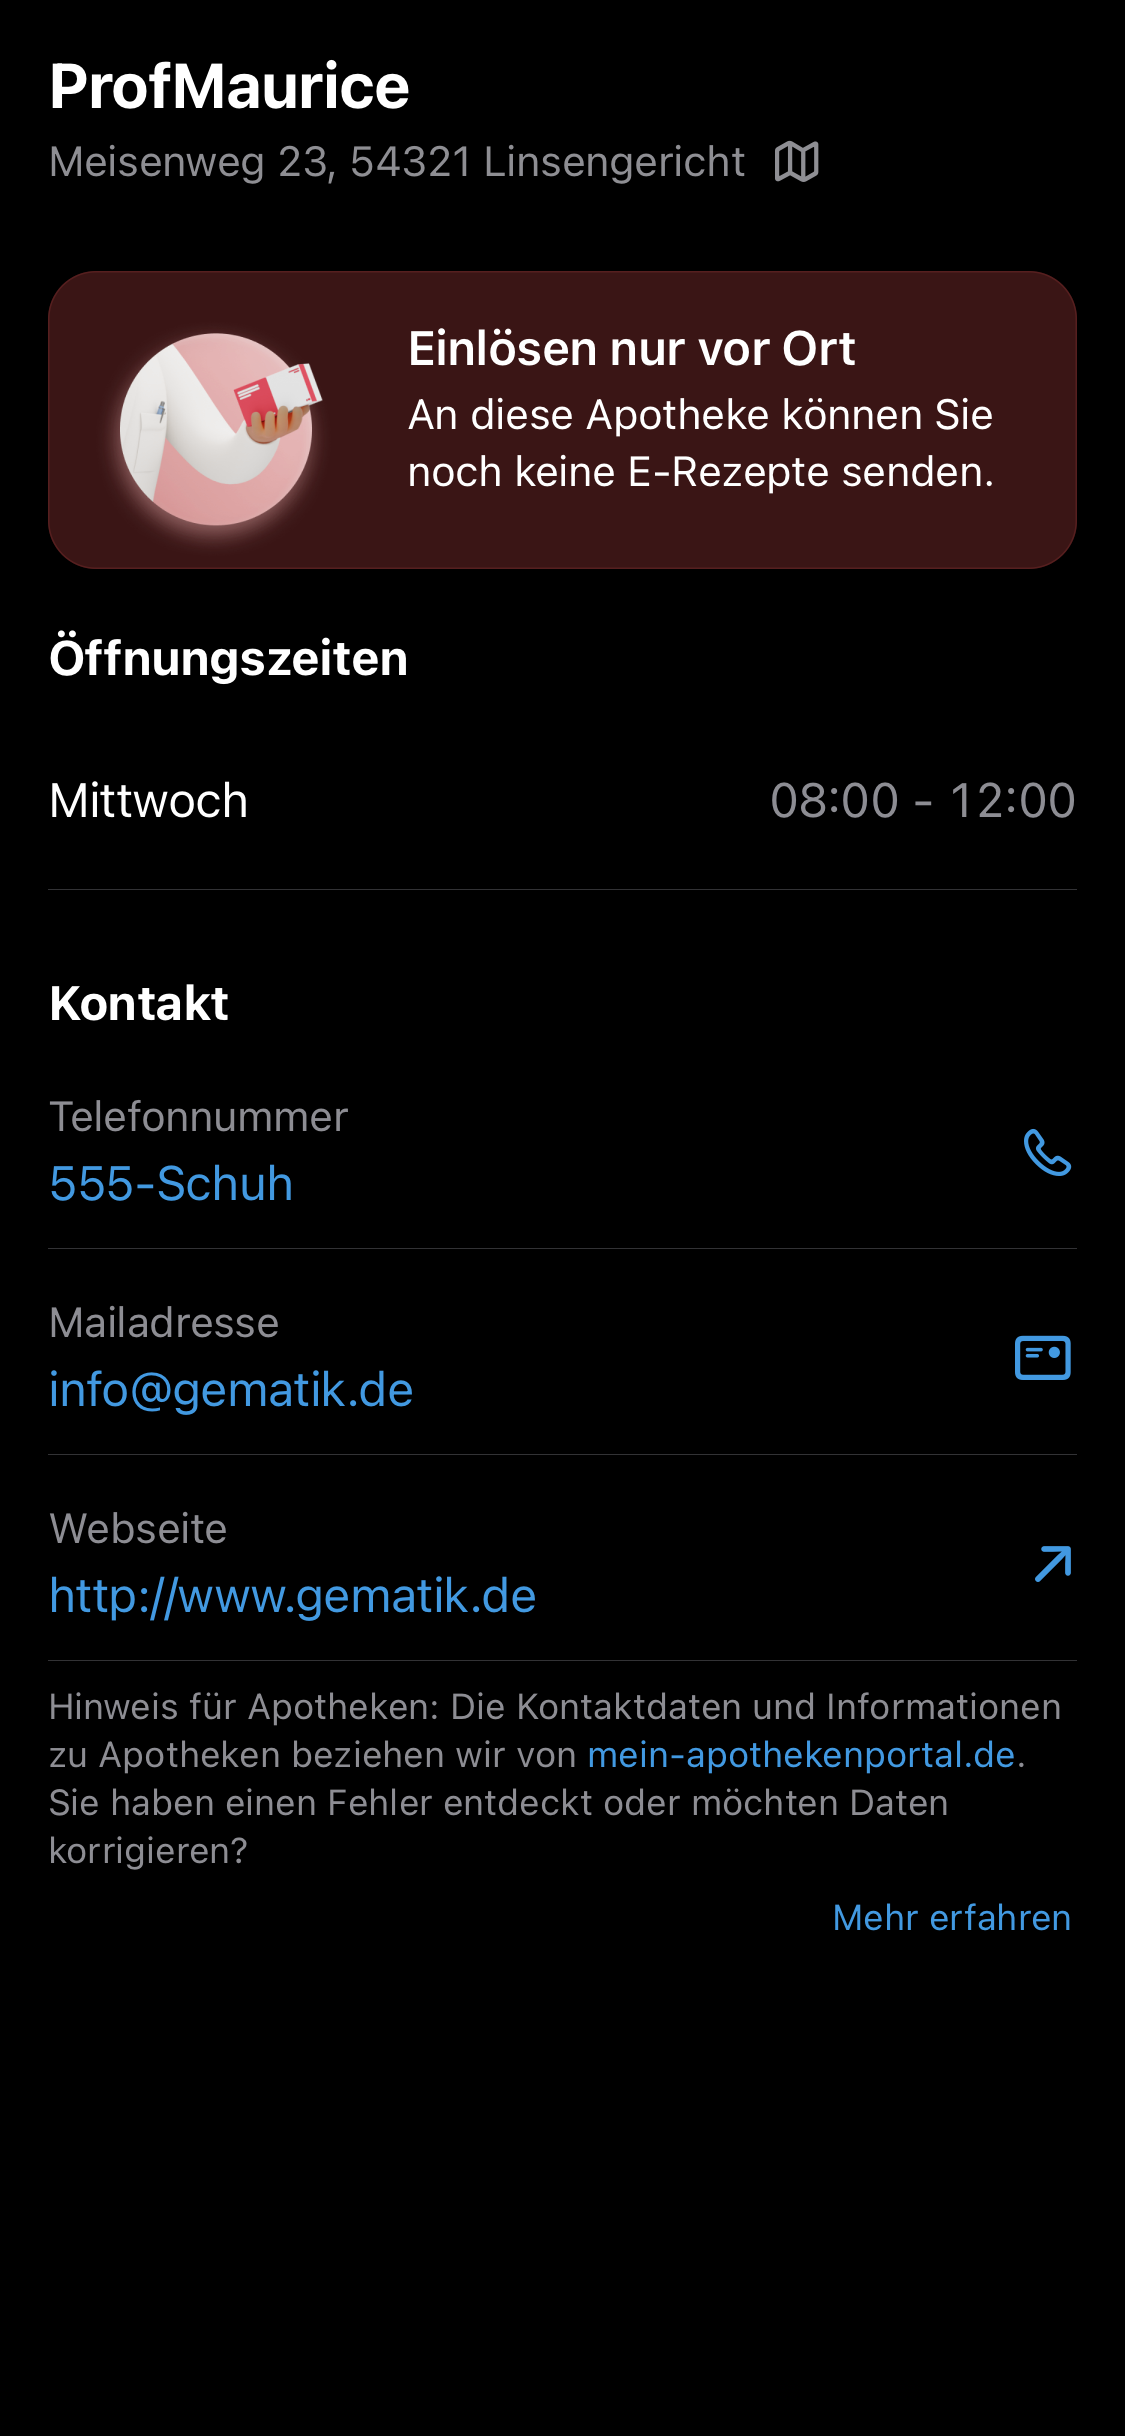 ProfMaurice
Meisenweg 23, 54321 Linsengericht
Einlösen nur vor Ort
An diese Apotheke können Sie
noch keine E-Rezepte senden.
Öffnungszeiten
Mittwoch 08:00 - 12:00
Kontakt
Telefonnummer
555-Schuh
Mailadresse
info@gematik.de
Webseite
http://www.gematik.de
Hinweis für Apotheken: Die Kontaktdaten und Informationen
zu Apotheken beziehen wir von mein-apothekenportal.de.
Sie haben einen Fehler entdeckt oder möchten Daten
korrigieren?
Mehr erfahren